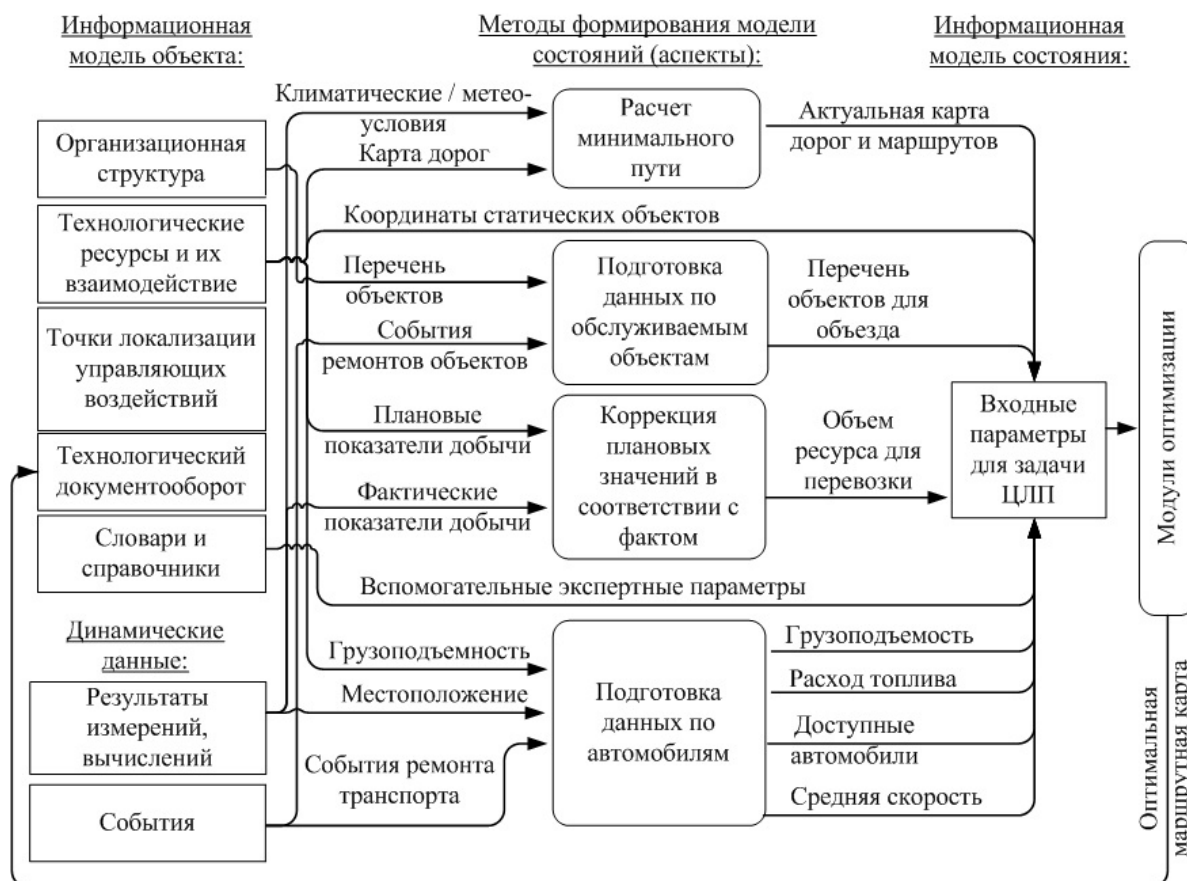 Информационная
модель объекта:
Организационная
структура
Технологические
ресурсы и их
взаимодействие
Точки локализации
управляющих
воздействий
Технологический
документооборот
Словари и
справочники
Динамические
данные:
Результаты
измерений,
вычислений
События
Методы формирования модели
состояний (аспекты):
Климатические / метео-
условия
Карта дорог
Расчет
минимального
пути
Координаты статических объектов
Перечень
объектов
События
ремонтов объектов
Подготовка
данных по
обслуживаемым
объектам
Плановые
показатели добычи
Фактические
показатели добычи
Коррекция
плановых
значений в
соответствии с
фактом
Вспомогательные экспертные параметры
Грузоподъемность
Местоположение
События ремонта
транспорта
Подготовка
данных по
автомобилям
Информационная
модель состояния:
Актуальная карта
дорог и маршрутов
Перечень
объектов для
объезда
Объем
ресурса для
перевозки
Грузоподъемость
Расход топлива
Доступные
автомобили
Средняя скорость
Входные
параметры
для задачи
ЦЛП
Модули оптимизации
Оптимальная
маршрутная карта